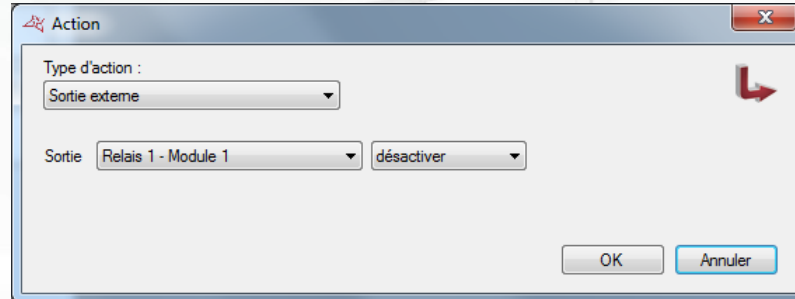 Action
Type d'action :
Sortie externe
Sortie Relais 1 - Module 1 désactiver
OK Annuler